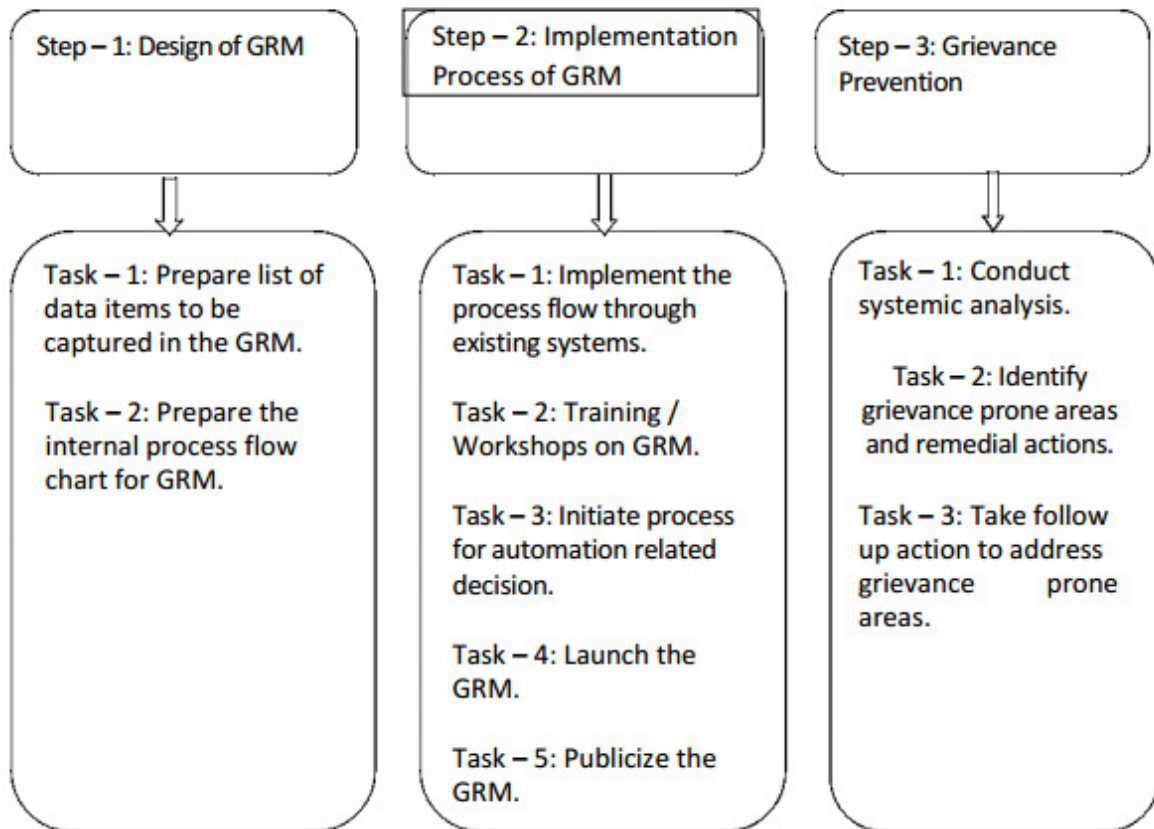 Step – 1: Design of GRM
Step – 2: Implementation
Process of GRM
Step – 3: Grievance
Prevention
Task – 1: Prepare list of
data items to be
captured in the GRM.
Task – 2: Prepare the
internal process flow
chart for GRM.
Task – 1: Implement the
process flow through
existing systems.
Task – 2: Training /
Workshops on GRM.
Task – 3: Initiate process
for automation related
decision.
Task – 4: Launch the
GRM.
Task – 5: Publicize the
GRM.
Task – 1: Conduct
systemic analysis.
Task – 2: Identify
grievance prone areas
and remedial actions.
Task – 3: Take follow
up action to address
grievance prone
areas.